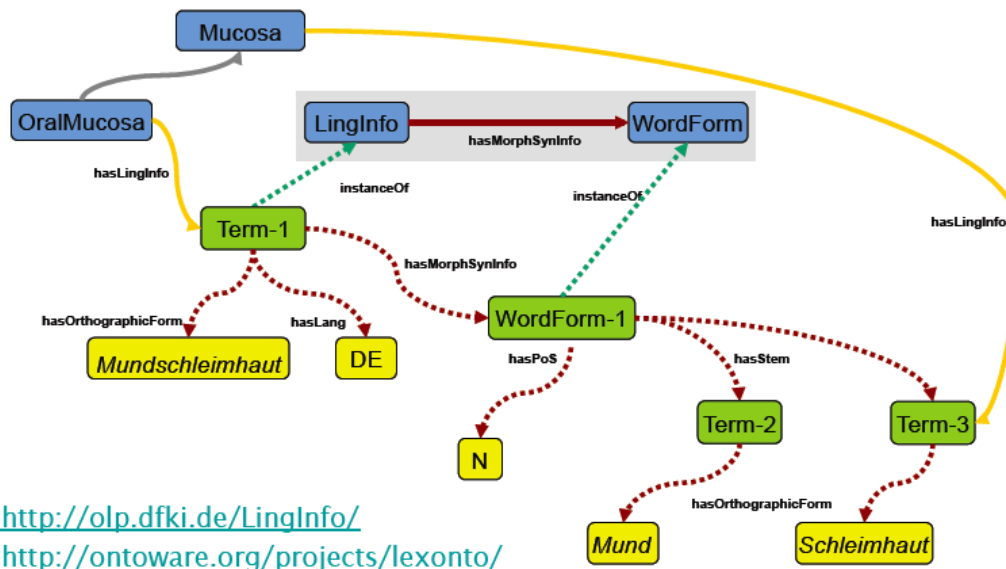 Mucosa
OralMucosa
LingInfo
WordForm
hasMorphSynInfo
hasLingInfo
instanceOf
instanceOf
Term-1
hasLingInfo
hasMorphSynInfo
WordForm-1
hasOrthographicForm
hasLang
Mundschleimhaut
DE
hasPoS
hasStem
Term-2
Term-3
N
hasOrthographicForm
Mund
Schleimhaut
http://olp.dfki.de/LingInfo/
http://ontoware.org/projects/lexonto/